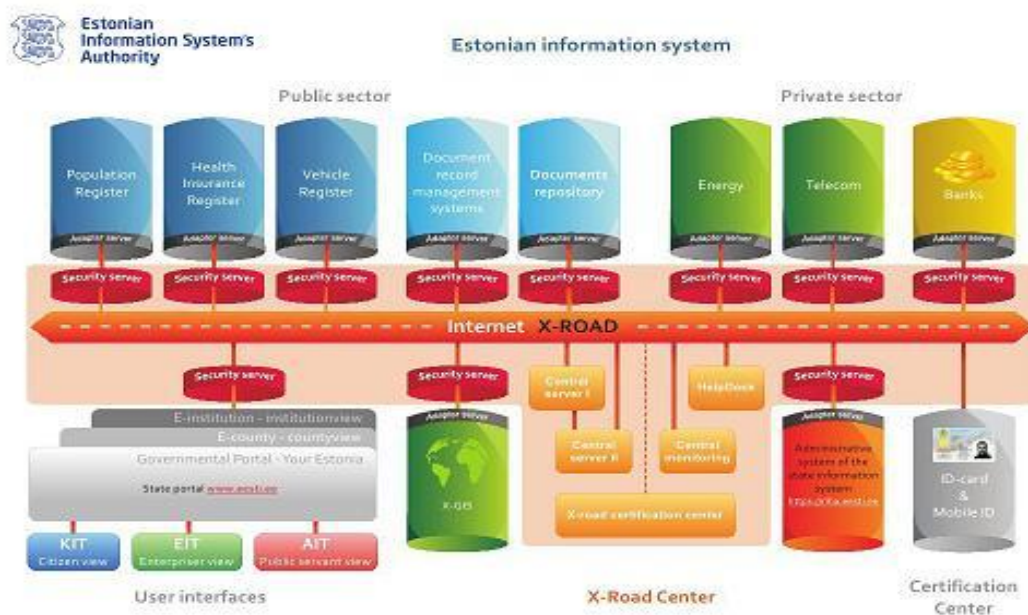 Estonian
Information System's
Authority
Estonian information system
Public sector
Private sector
Population
Register
Health
Insurance
Register
Vehicle
Register
Document
record
management
systems
Documents
repository
Energy
Telecom
Banks
Adapter server
Adapter server
Adapter server
Adapter server
Adapter server
Adapter server
Adapter server
Adapter server
Security server
Security server
Security server
Security server
Security server
Security server
Security server
Security server
Internet X-ROAD
Security server
Security server
Central
server I
HelpDesk
Security server
E-institution - institutionview
E-county - countyview
Governmental Portal - Your Estonia
State portal www.eesti.ee
Adapter server
X-GIS
Central
server II
Central
monitoring
X-road certification center
Adapter server
Administrative
system of the
state information
system
ID-card
&
Mobile ID
KIT
Citizen view
EIT
Enterpriser view
AIT
Public servant view
User interfaces
X-Road Center
Certification
Center